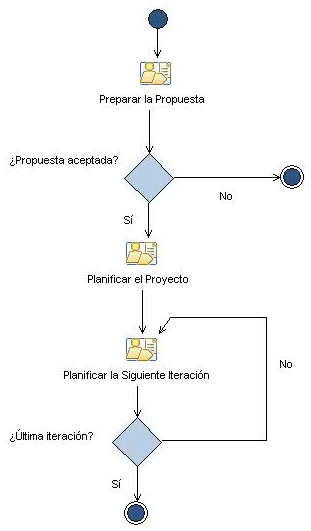 Preparar la Propuesta
¿Propuesta aceptada?
No
Sí
Planificar el Proyecto
Planificar la Siguiente Iteración
No
¿Última iteración?
Sí